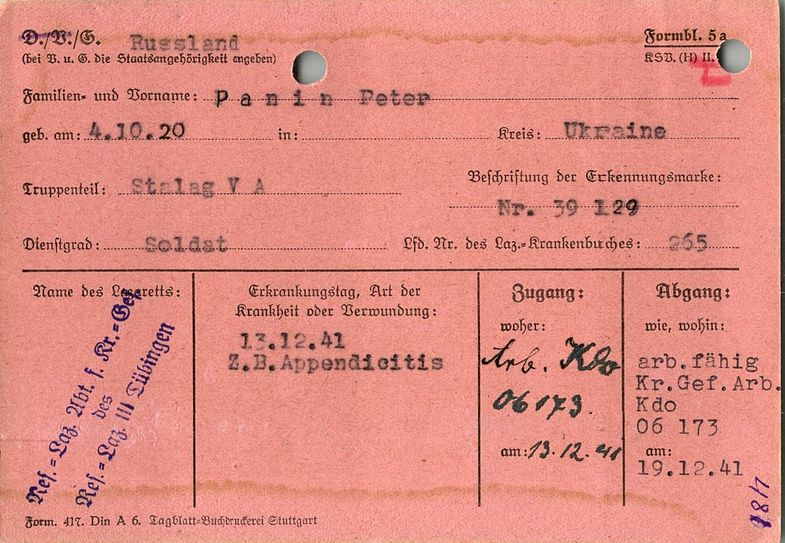 D./V./G. Russland
(bei V. u. G. die Staatsangehörigkeit angeben)
Formbl. 5a
KSV. (H) II.
Familien- und Vorname: Panin Peter
geb. am: 4.10.20 in: Kreis: Ukraine
Truppenteil: Stalag V A
Beschriftung der Erkennungsmarke:
Nr. 39 129
Dienstgrad: Soldat Lfd. Nr. des Laz.-Krankenbuches: 265
Name des Lazaretts:
Ref.=Laz. Abt. f. Kr.=Gef.
des
Ref.=Laz. III Tübingen
Erkrankungstag, Art der
Krankheit oder Verwundung:
13.12.41
Z.B.Appendicitis
Zugang:
woher:
Arb. Kdo
06173.
am: 13.12.41
Abgang:
wie, wohin:
arb.fähig
Kr.Gef.Arb.
Kdo
06 173
am:
19.12.41
Form. 417. Din A 6. Tagblatt-Buchdruckerei Stuttgart